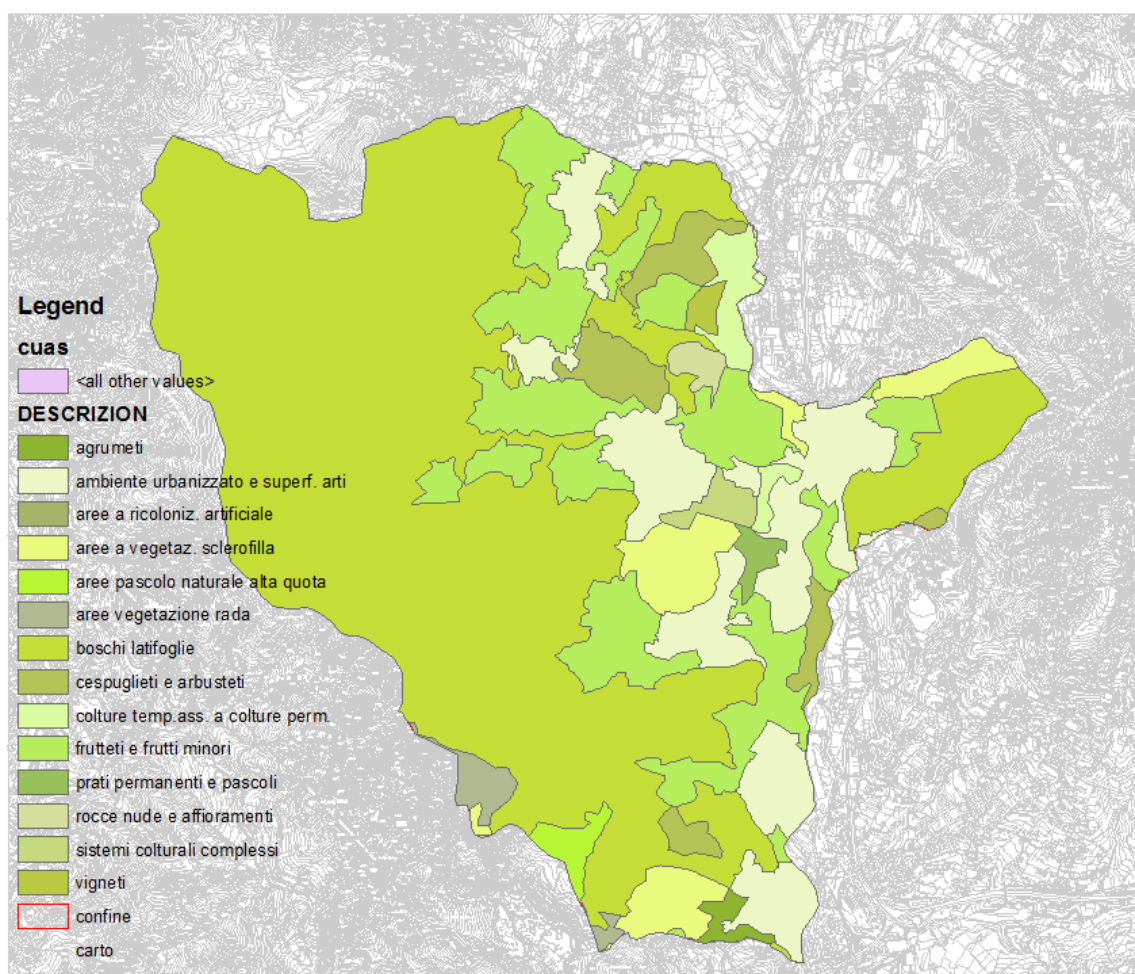 Legend
cuas
<all other values>
DESCRIZION
agrumeti
ambiente urbanizzato e superf. arti
aree a ricoloniz. artificiale
aree a vegetaz. sclerofilla
aree pascolo naturale alta quota
aree vegetazione rada
boschi latifoglie
cespuglieti e arbusteti
colture temp.ass. a colture perm.
frutteti e frutti minori
prati permanenti e pascoli
rocce nude e affioramenti
sistemi colturali complessi
vigneti
confine
carto